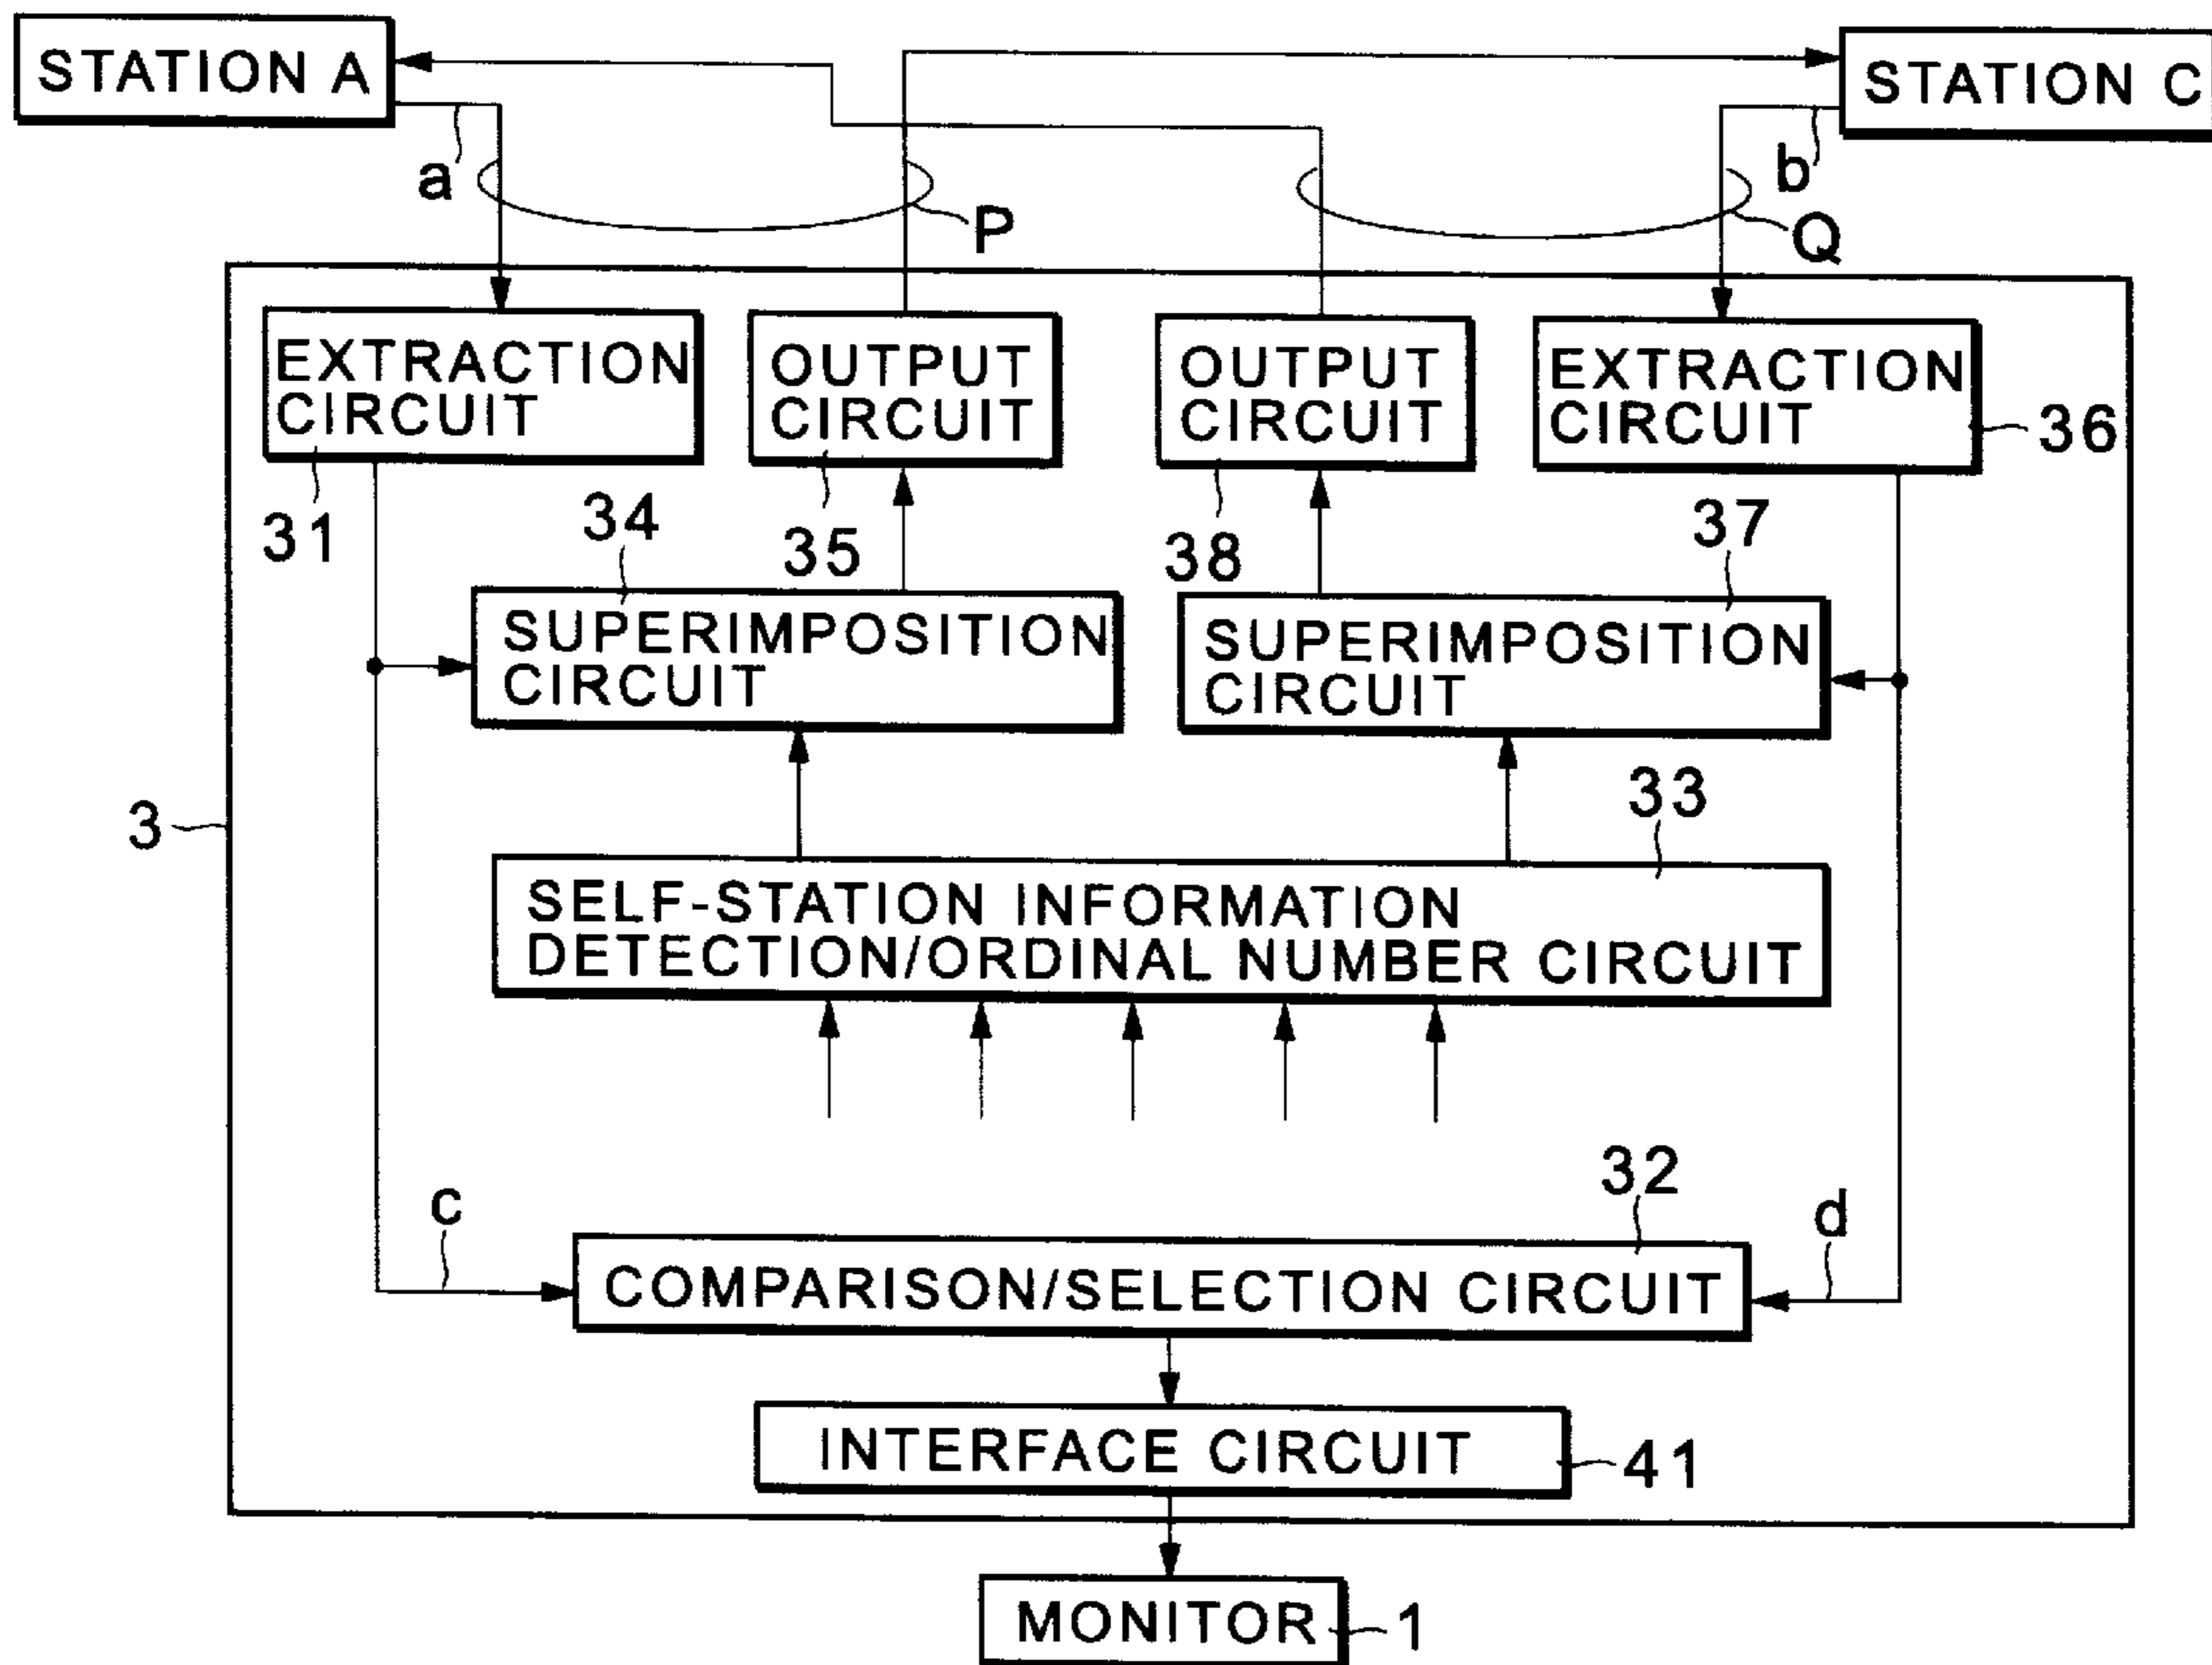 STATION A
STATION C
a
P
b
Q
EXTRACTION
CIRCUIT
OUTPUT
CIRCUIT
OUTPUT
CIRCUIT
EXTRACTION
CIRCUIT
36
31
34
35
38
37
SUPERIMPOSITION
CIRCUIT
SUPERIMPOSITION
CIRCUIT
3
33
SELF-STATION INFORMATION
DETECTION/ORDINAL NUMBER CIRCUIT
32
c
d
COMPARISON/SELECTION CIRCUIT
INTERFACE CIRCUIT
41
MONITOR
1